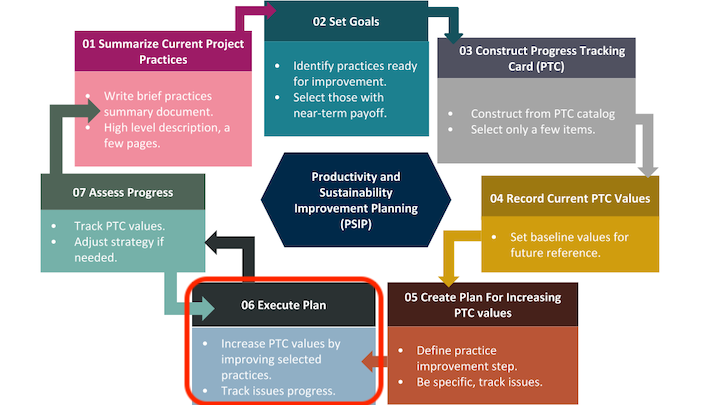 01 Summarize Current Project
Practices
• Write brief practices
summary document.
• High level description, a
few pages.
02 Set Goals
• Identify practices ready
for improvement.
• Select those with
near-term payoff.
03 Construct Progress Tracking
Card (PTC)
• Construct from PTC catalog
• Select only a few items.
04 Record Current PTC Values
• Set baseline values for
future reference.
05 Create Plan For Increasing
PTC values
• Define practice
improvement step.
• Be specific, track issues.
06 Execute Plan
• Increase PTC values by
improving selected
practices.
• Track issues progress.
07 Assess Progress
• Track PTC values.
• Adjust strategy if
needed.
Productivity and
Sustainability
Improvement Planning
(PSIP)